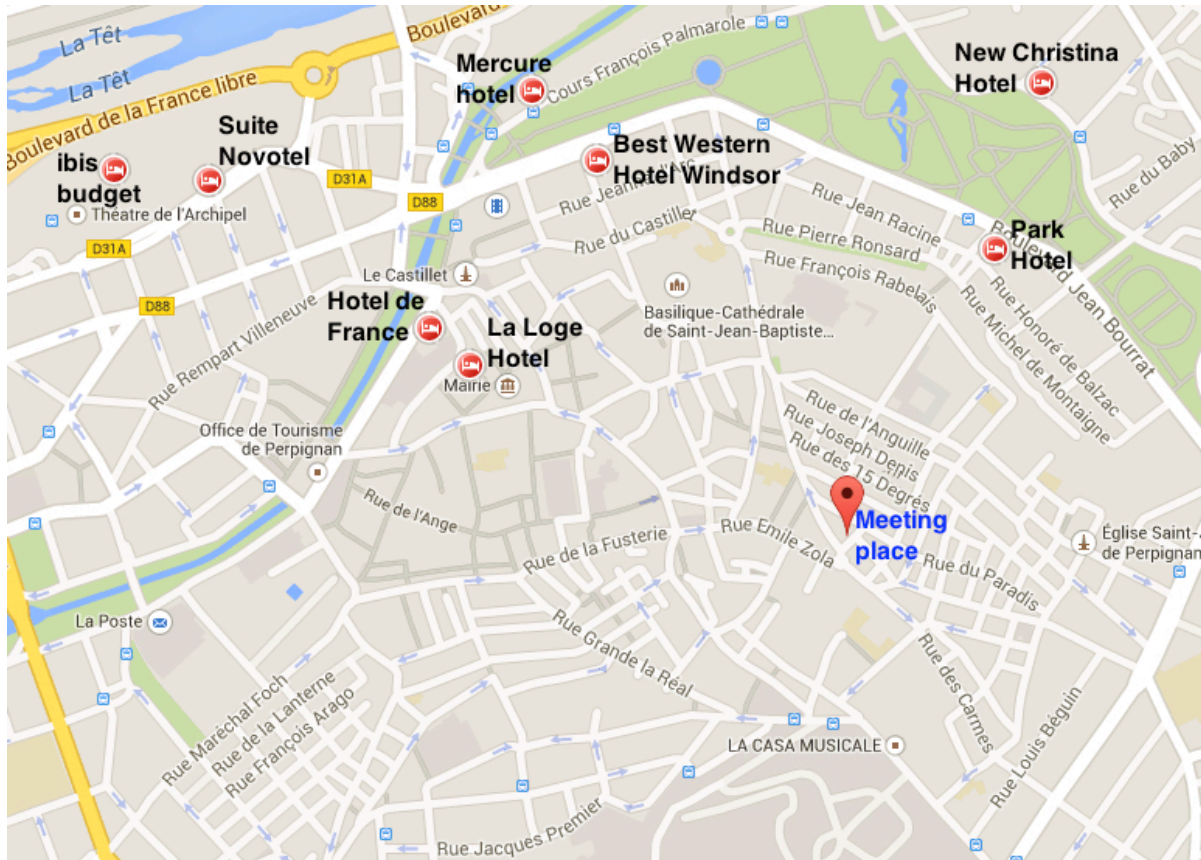 La Têt
La Têt
Boulevard de la France libre
Boulevard
Mercure
hotel
Cours François Palmarole
New Christina
Hotel
Suite
Novotel
ibis
budget
Théatre de l'Archipel
D31A
D31A
D88
D88
Best Western
Hotel Windsor
Rue Jeanne d'Arc
Rue du Castillet
Rue du Baby
Rue Jean Racine
Rue Pierre Ronsard
Rue François Rabelais
Park
Hotel
Boulevard Jean Bourrat
Rue Honoré de Balzac
Rue Michel de Montaigne
Le Castillet
Hotel de
France
La Loge
Hotel
Mairie
Basilique-Cathédrale
de Saint-Jean-Baptiste...
Rue Rempart Villeneuve
Office de Tourisme
de Perpignan
Rue de l'Ange
Rue de l'Anguille
Rue Joseph Denis
Rue des 15 Degrés
Meeting
place
Rue Emile Zola
Rue de la Fusterie
Rue du Paradis
Église Saint-J
de Perpignan
La Poste
Rue Grande la Réal
Rue des Carmes
Rue Maréchal Foch
Rue de la Lanterne
Rue François Arago
LA CASA MUSICALE
Rue Louis Béguin
Rue Jacques Premier